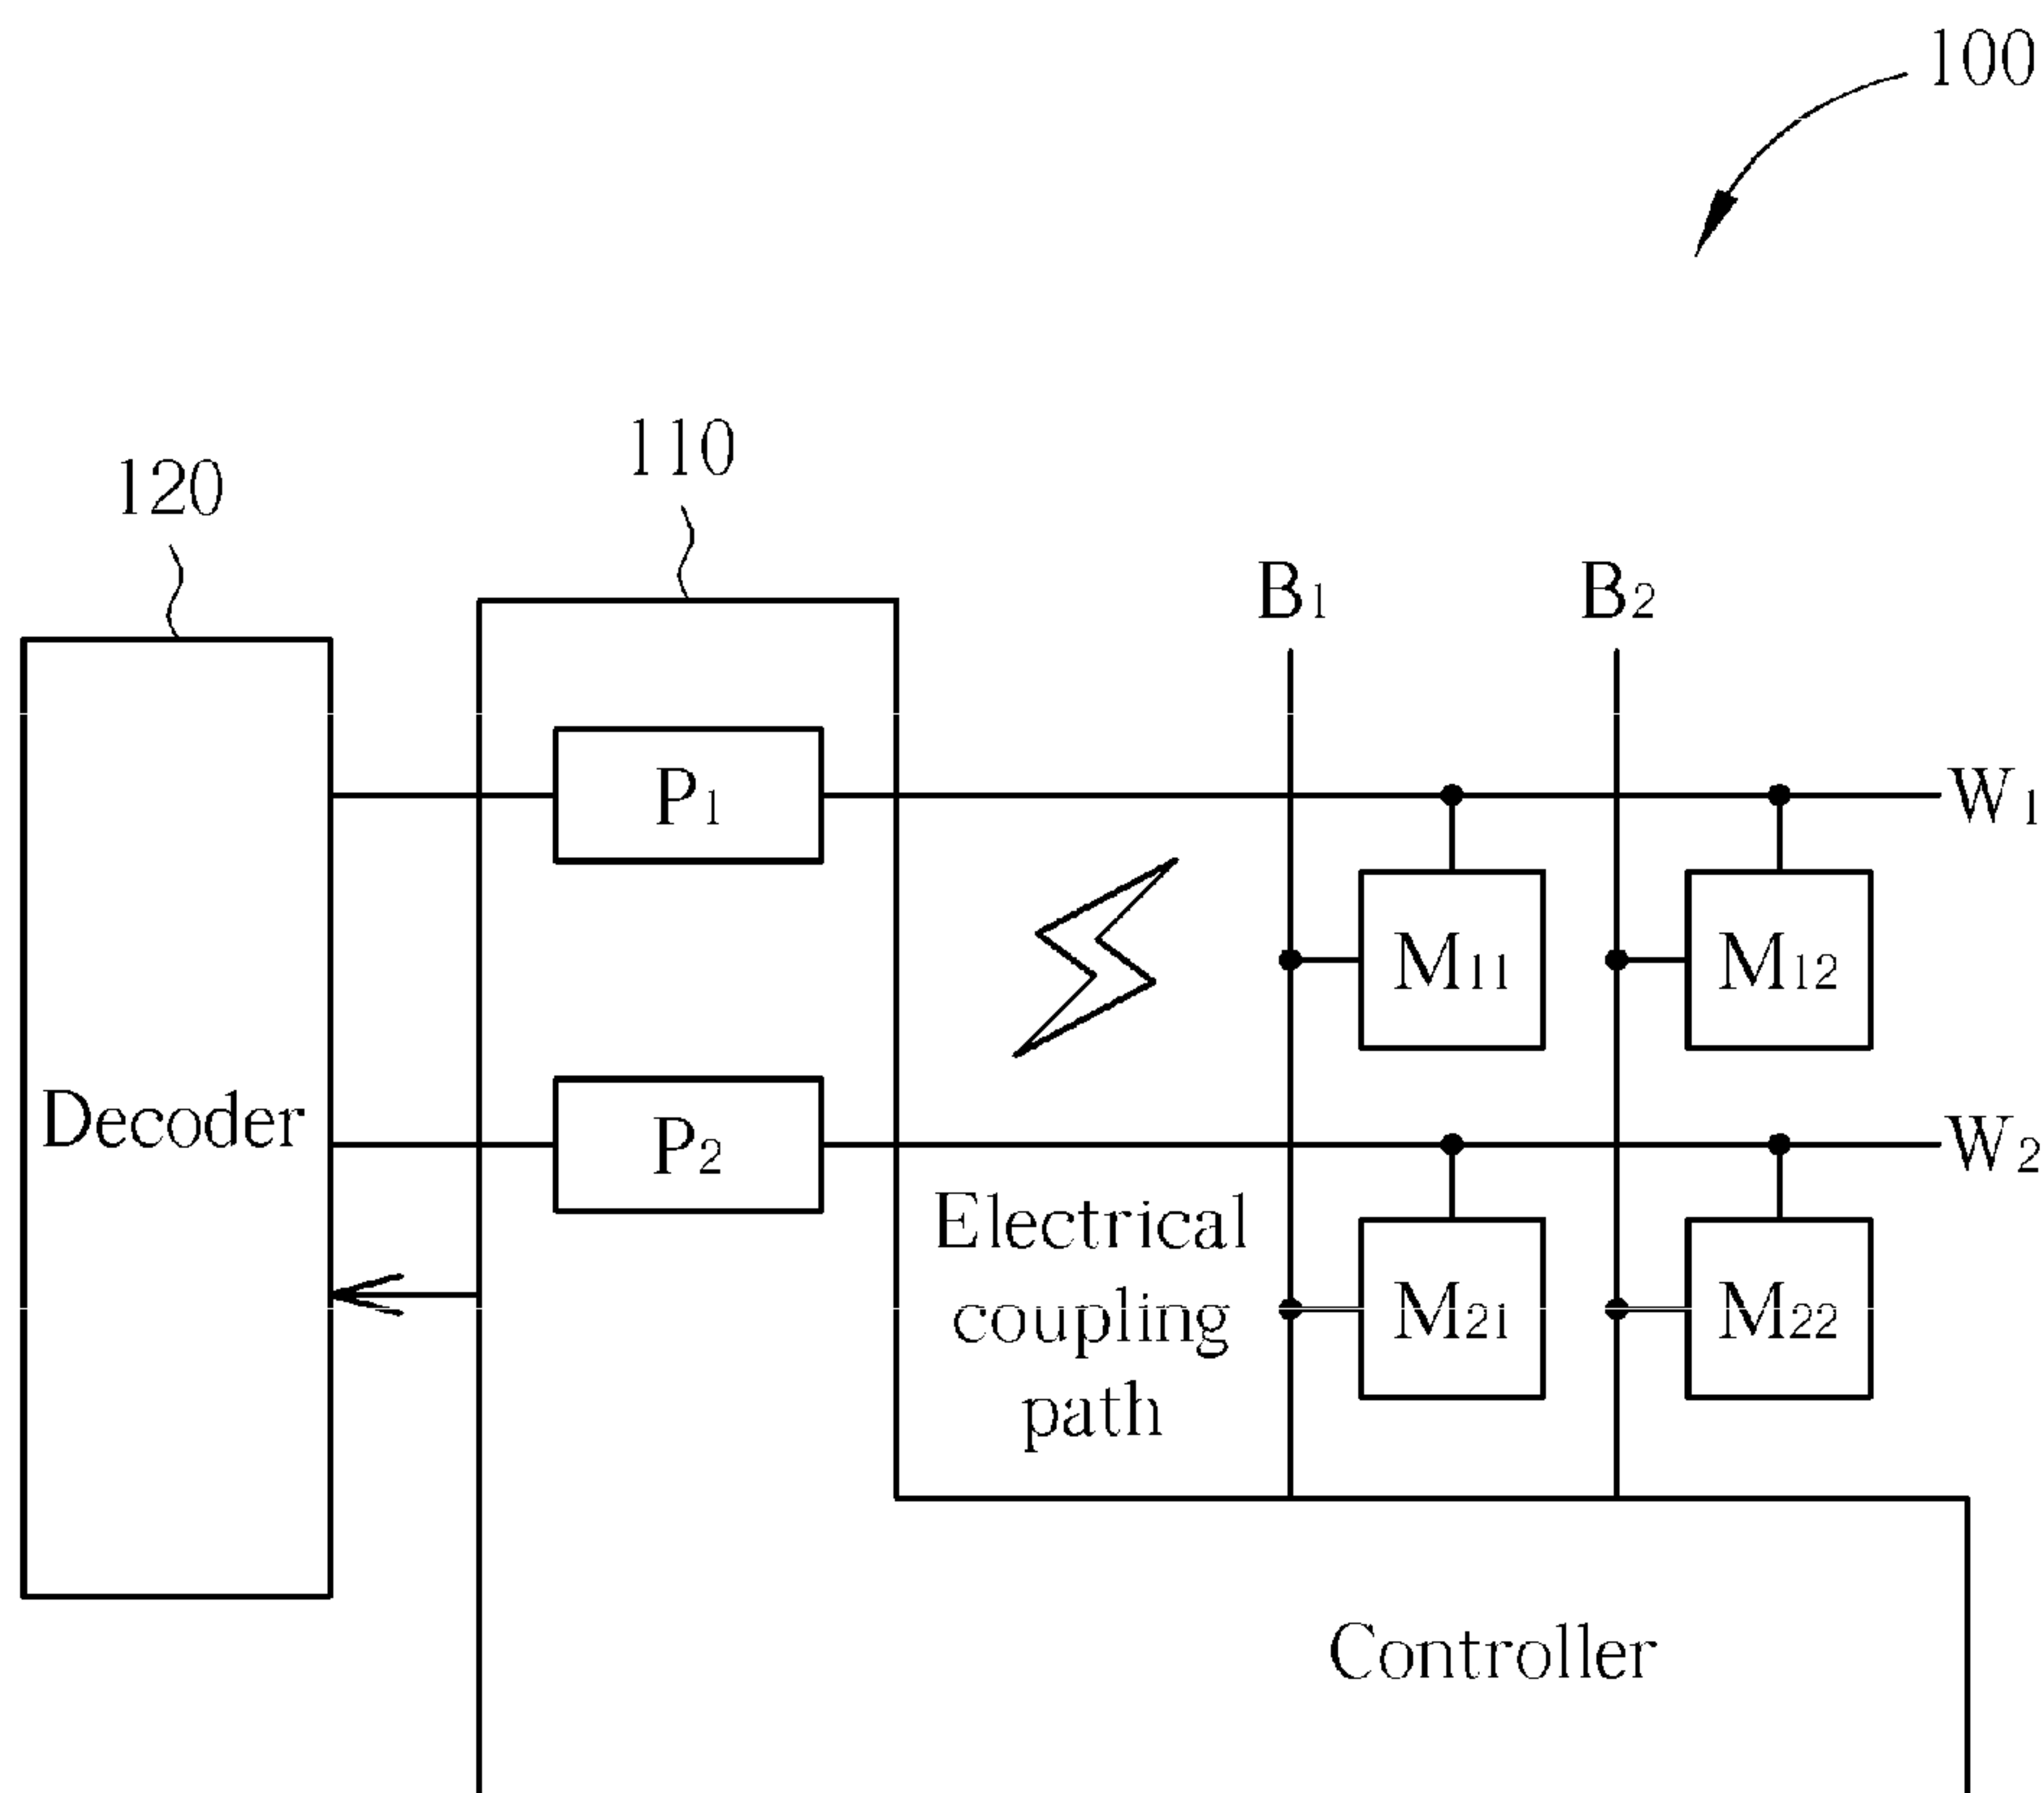 100
110
120
B1
B2
P1
W1
M11
M12
Decoder
P2
W2
Electrical
coupling
path
M21
M22
Controller